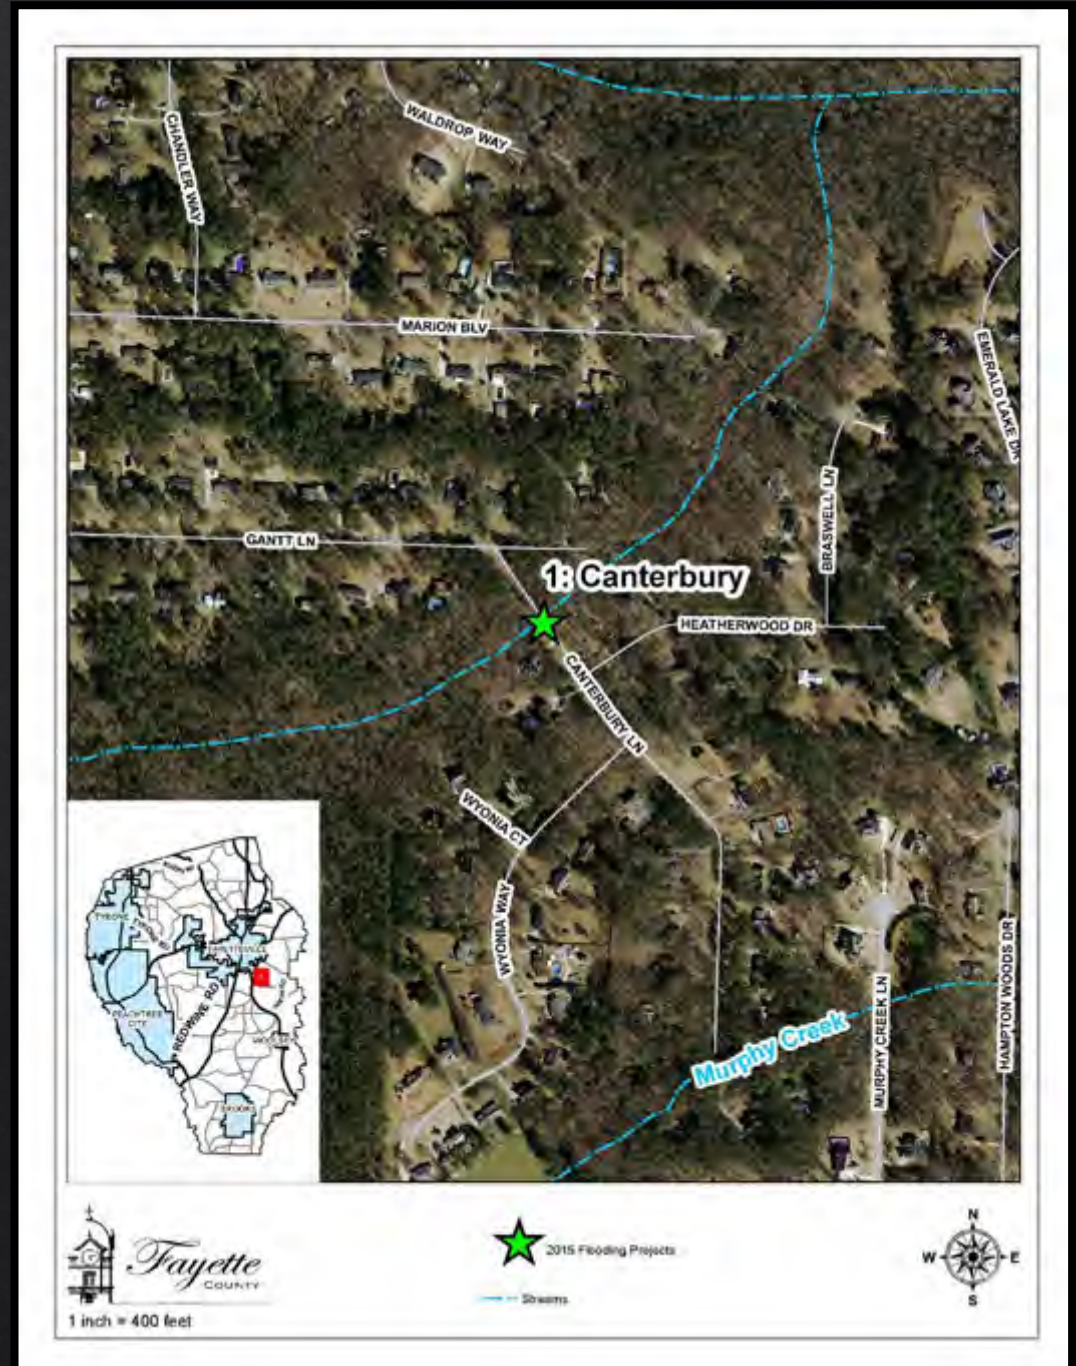 WALDROP WAY
CHANDLER WAY
MARION BLV
EMERALD LAKE DR
BRASWELL LN
GANTT LN
1: Canterbury
HEATHERWOOD DR
CANTERBURY LN
WYONIA CT
WYONIA WAY
HAMPTON WOODS DR
MURPHY CREEK LN
Murphy Creek
TYRONE
FAYETTEVILLE
REDWINE RD
PEACHTREE
CITY
BROOKS
2015 Flooding Projects
Streams
Fayette
COUNTY
1 inch = 400 feet
N
W
E
S